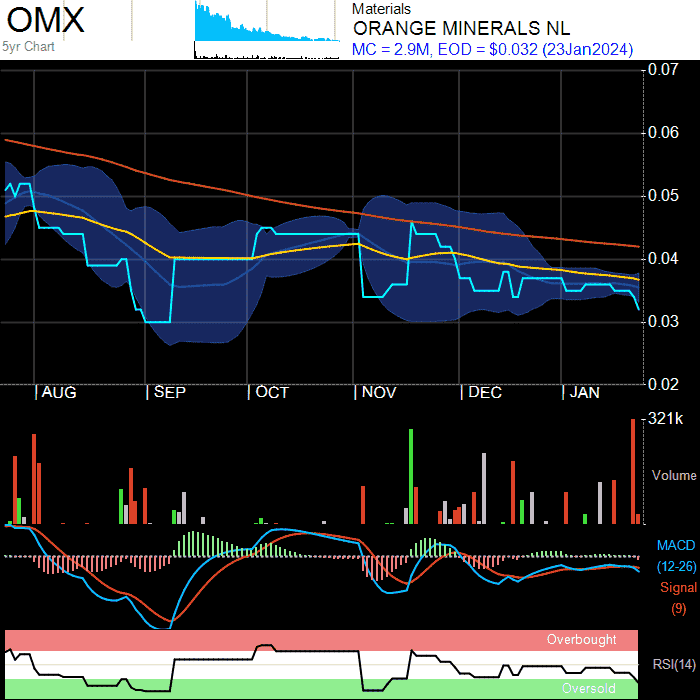 OMX
5yr Chart
Materials
ORANGE MINERALS NL
MC = 2.9M, EOD = $0.032 (23Jan2024)
0.07
0.06
0.05
0.04
0.03
0.02
AUG SEP OCT NOV DEC JAN
321k
Volume
MACD
(12-26)
Signal
(9)
Overbought
RSI(14)
Oversold